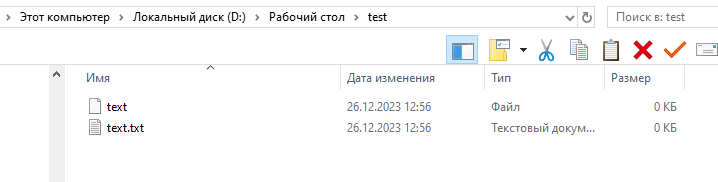 Этот компьютер > Локальный диск (D:) > Рабочий стол > test Поиск в: test
Имя Дата изменения Тип Размер
text 26.12.2023 12:56 Файл 0 КБ
text.txt 26.12.2023 12:56 Текстовый докум... 0 КБ